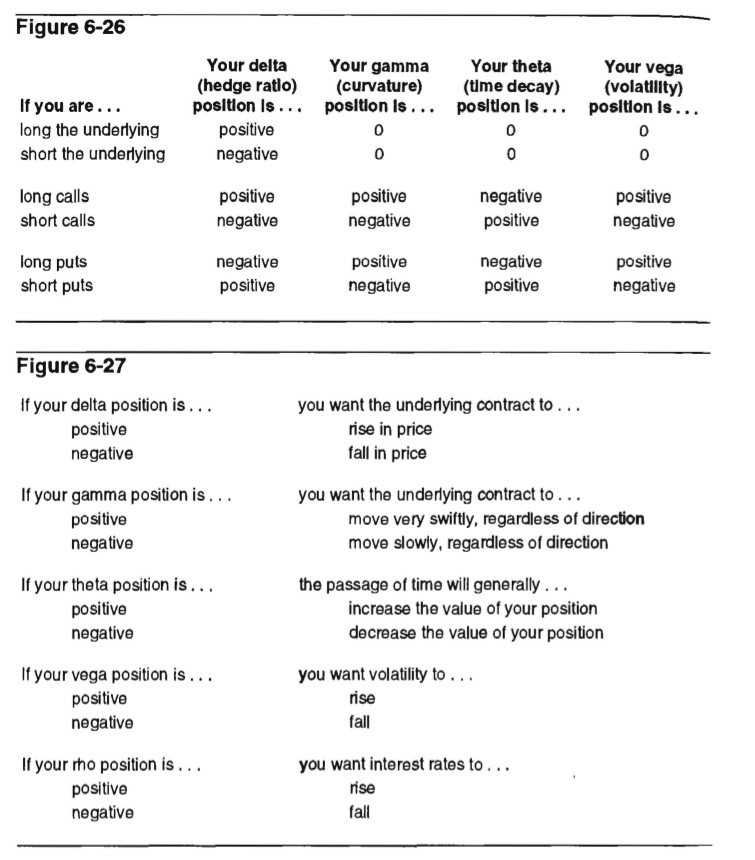 Figure 6-26
Your delta Your gamma Your theta Your vega
(hedge ratio) (curvature) (time decay) (volatility)
If you are . . . position is . . . position is . . . position is . . . position is . . .
long the underlying positive 0 0 0
short the underlying negative 0 0 0
long calls positive positive negative positive
short calls negative negative positive negative
long puts negative positive negative positive
short puts positive negative positive negative
Figure 6-27
If your delta position is . . . you want the underlying contract to . . .
positive rise in price
negative fall in price
If your gamma position is . . . you want the underlying contract to . . .
positive move very swiftly, regardless of direction
negative move slowly, regardless of direction
If your theta position is . . . the passage of time will generally . . .
positive increase the value of your position
negative decrease the value of your position
If your vega position is . . . you want volatility to . . .
positive rise
negative fall
If your rho position is . . . you want interest rates to . . .
positive rise
negative fall